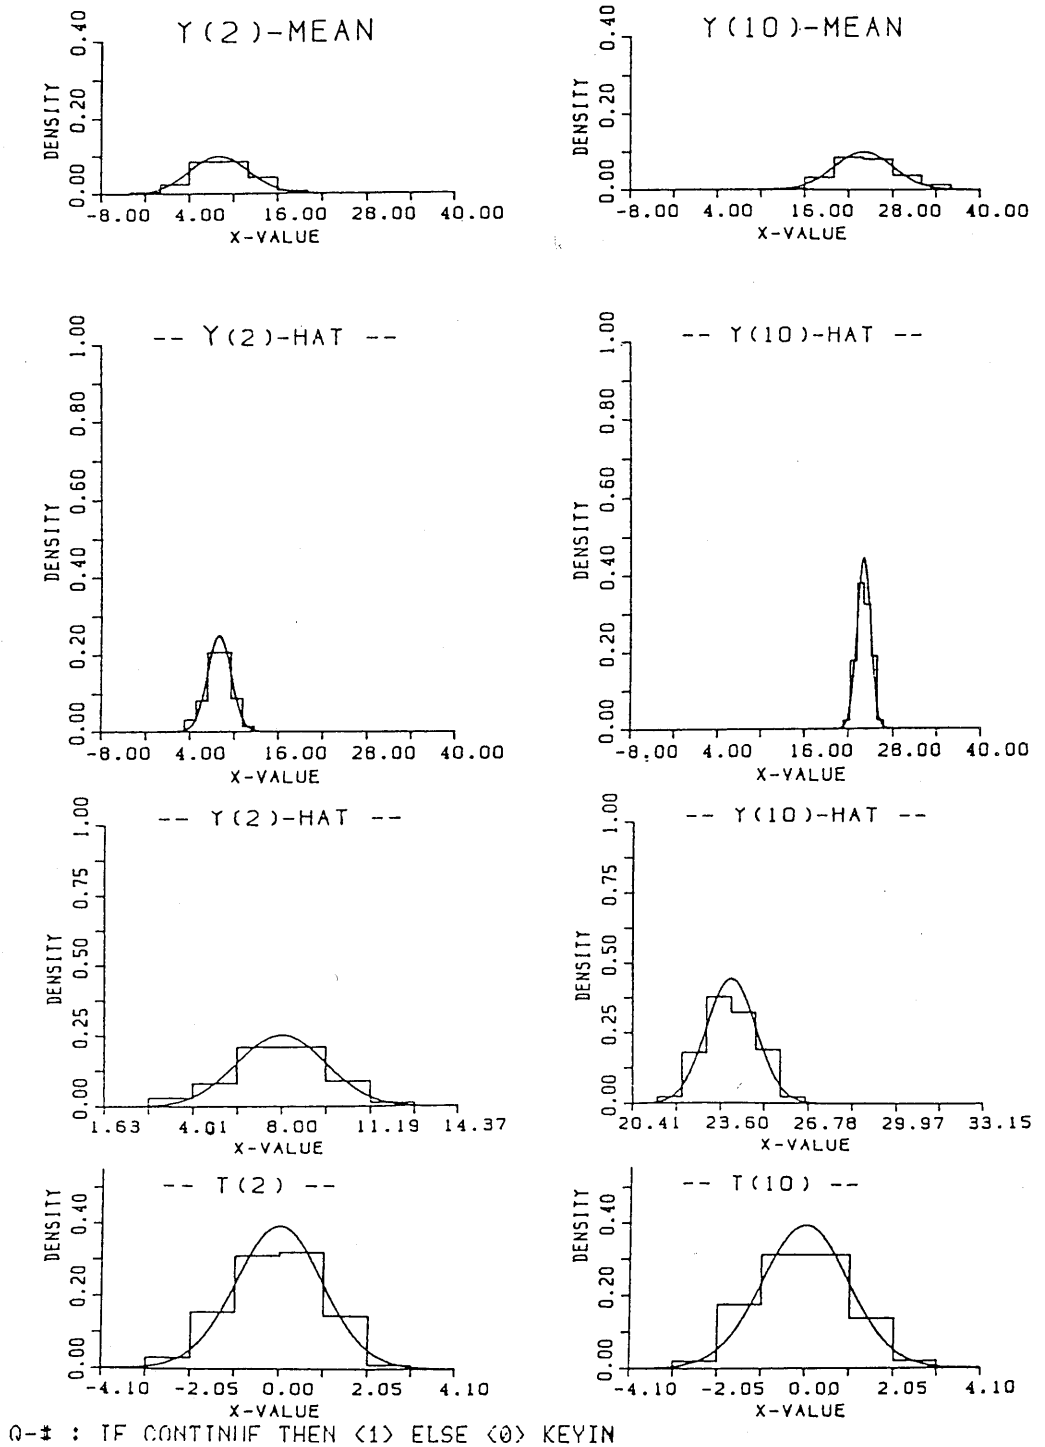 Y(2)-MEAN
DENSITY
0.00 0.20 0.40
-8.00 4.00 16.00 28.00 40.00
X-VALUE
Y(10)-MEAN
DENSITY
0.00 0.20 0.40
-8.00 4.00 16.00 28.00 40.00
X-VALUE
-- Y(2)-HAT --
DENSITY
0.00 0.20 0.40 0.60 0.80 1.00
-8.00 4.00 16.00 28.00 40.00
X-VALUE
-- Y(10)-HAT --
DENSITY
0.00 0.20 0.40 0.60 0.80 1.00
-8.00 4.00 16.00 28.00 40.00
X-VALUE
-- Y(2)-HAT --
DENSITY
0.00 0.25 0.50 0.75 1.00
1.63 4.81 8.00 11.19 14.37
X-VALUE
-- Y(10)-HAT --
DENSITY
0.00 0.25 0.50 0.75 1.00
20.41 23.60 26.78 29.97 33.15
X-VALUE
-- T(2) --
DENSITY
0.00 0.20 0.40
-4.10 -2.05 0.00 2.05 4.10
X-VALUE
-- T(10) --
DENSITY
0.00 0.20 0.40
-4.10 -2.05 0.00 2.05 4.10
X-VALUE
Q-# : IF CONTINUE THEN <1> ELSE <0> KEYIN